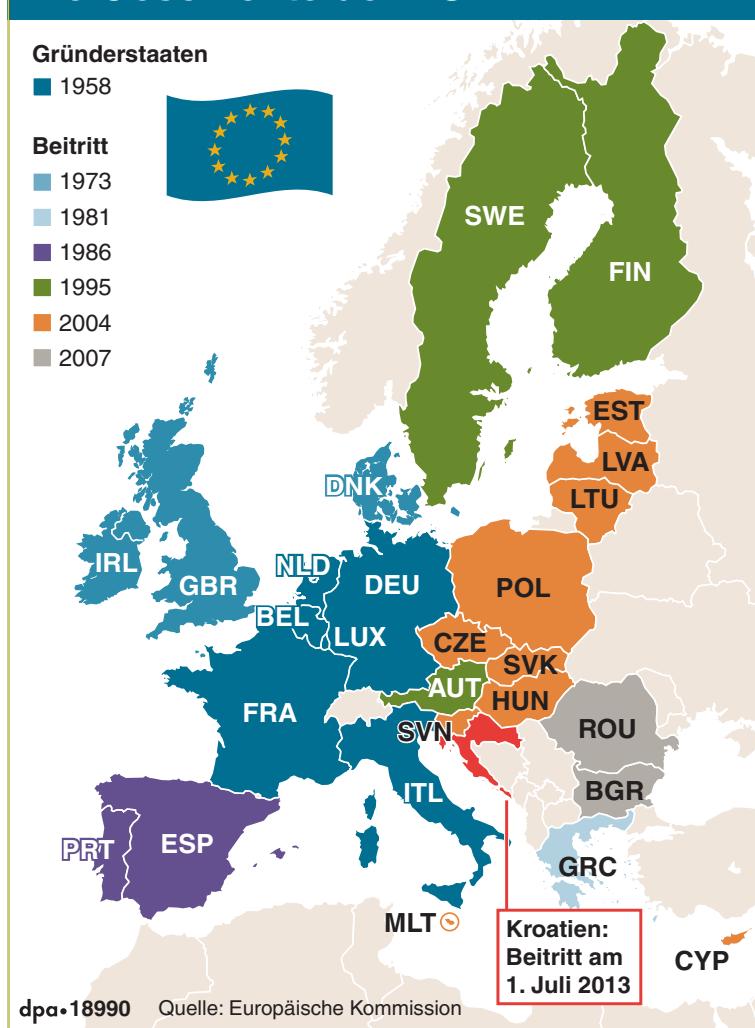 Gründerstaaten
1958
Beitritt
1973
1981
1986
1995
2004
2007
SWE
FIN
EST
LVA
LTU
DNK
IRL
GBR
NLD
DEU
POL
BEL
LUX
CZE
SVK
AUT
HUN
FRA
SVN
ROU
ITL
BGR
PRT
ESP
GRC
MLT
Kroatien:
Beitritt am
1. Juli 2013
CYP
dpa•18990 Quelle: Europäische Kommission